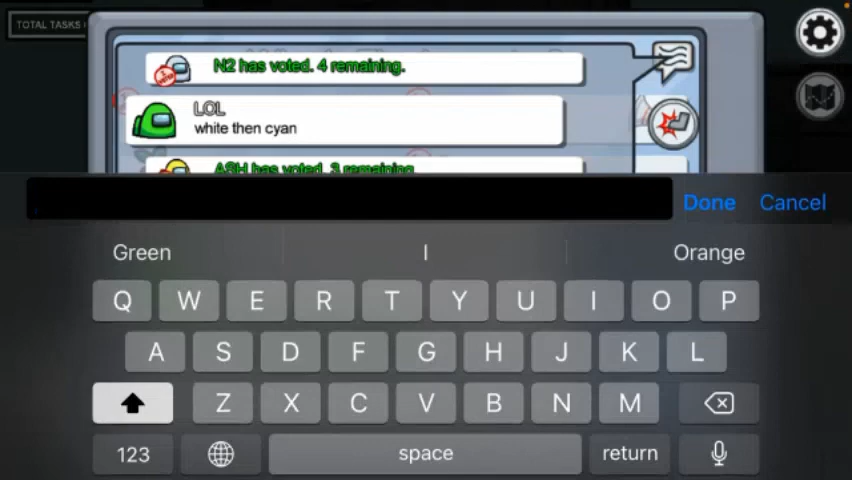 TOTAL TASKS
N2 has voted. 4 remaining.
LOL
white then cyan
ASH has voted. 3 remaining
Done Cancel
Green I Orange
Q W E R T Y U I O P
A S D F G H J K L
Z X C V B N M
123 space return